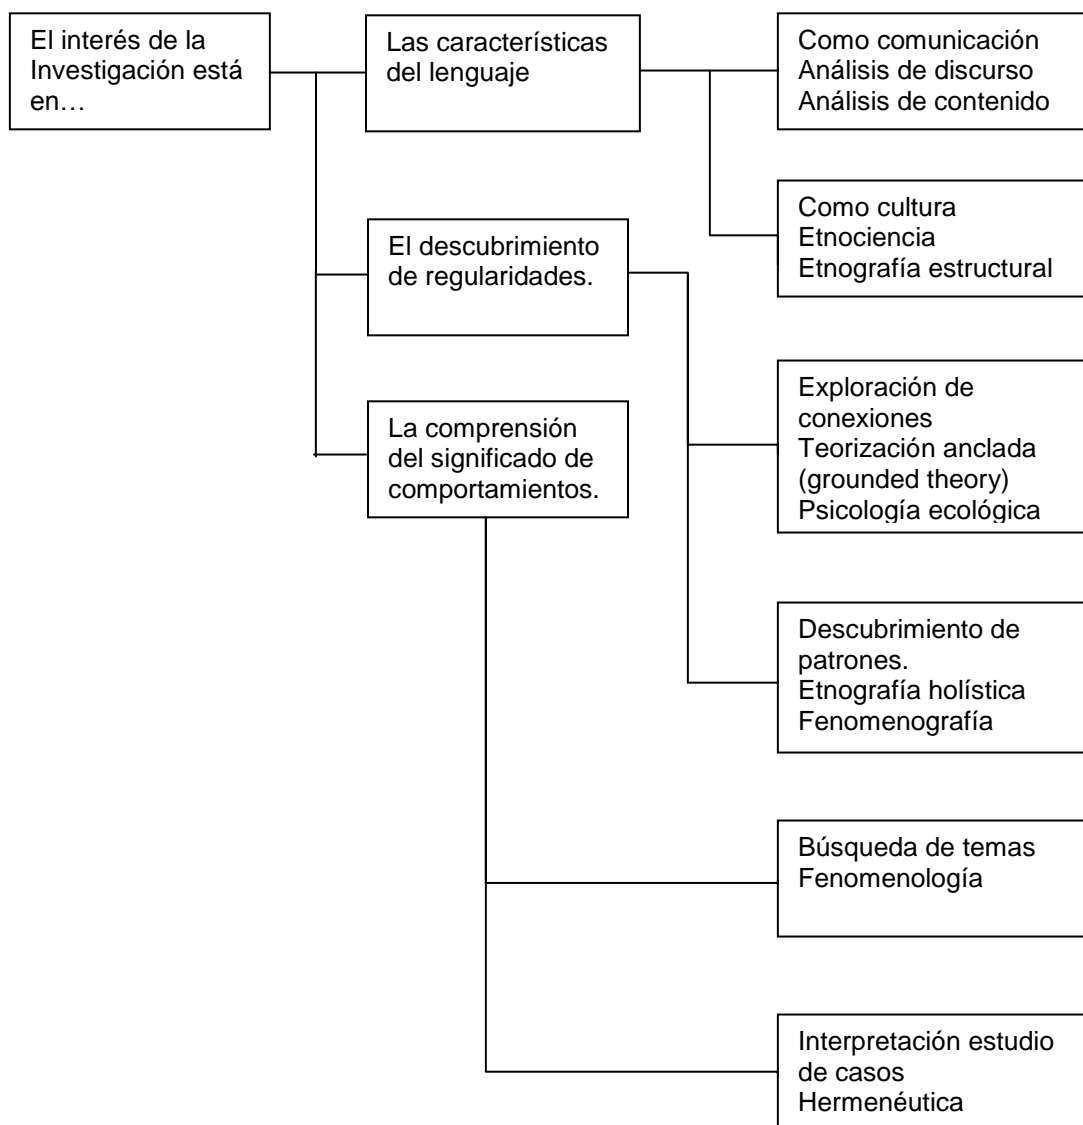 El interés de la
Investigación está
en…
Las características
del lenguaje
Como comunicación
Análisis de discurso
Análisis de contenido
Como cultura
Etnociencia
Etnografía estructural
El descubrimiento
de regularidades.
Exploración de
conexiones
Teorización anclada
(grounded theory)
Psicología ecológica
La comprensión
del significado de
comportamientos.
Descubrimiento de
patrones.
Etnografía holística
Fenomenografía
Búsqueda de temas
Fenomenología
Interpretación estudio
de casos
Hermenéutica